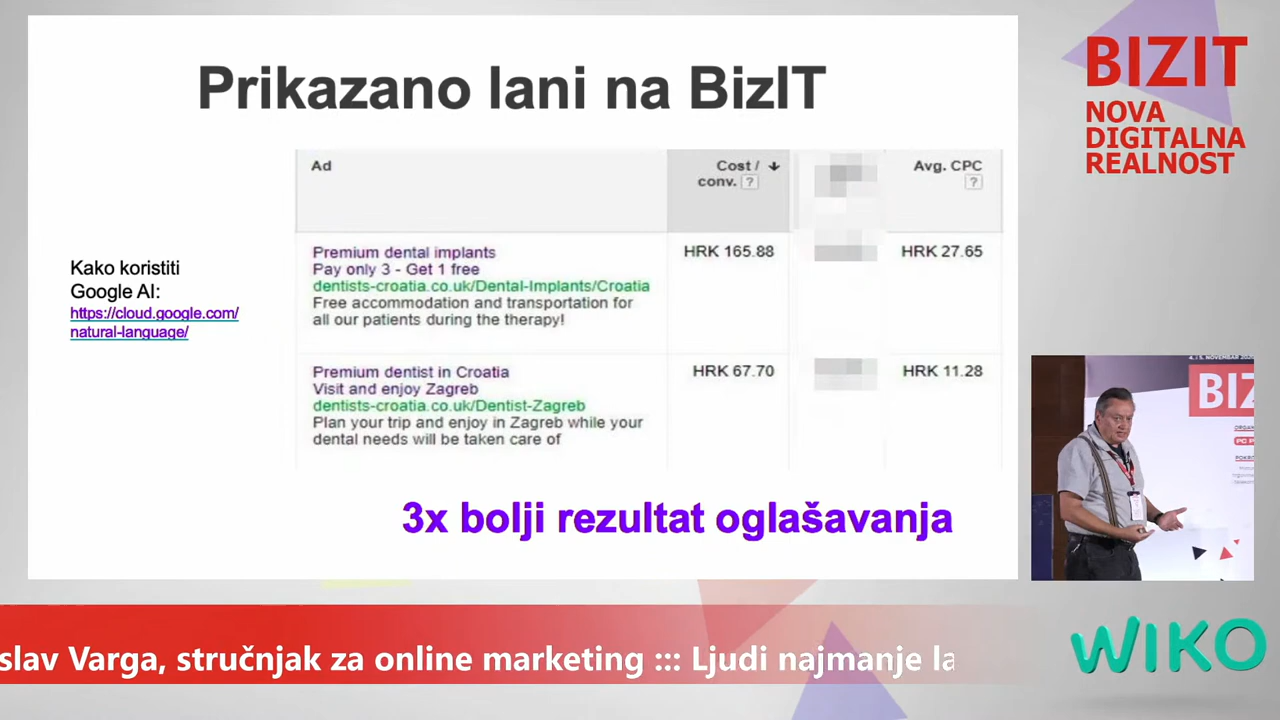 Prikazano lani na BizIT
Ad
Cost /
conv. ?
Avg. CPC
?
Premium dental implants
Pay only 3 - Get 1 free
dentists-croatia.co.uk/Dental-Implants/Croatia
Free accommodation and transportation for
all our patients during the therapy!
HRK 165.88
HRK 27.65
Premium dentist in Croatia
Visit and enjoy Zagreb
dentists-croatia.co.uk/Dentist-Zagreb
Plan your trip and enjoy in Zagreb while your
dental needs will be taken care of
HRK 67.70
HRK 11.28
Kako koristiti
Google AI:
https://cloud.google.com/
natural-language/
3x bolji rezultat oglašavanja
BIZIT
NOVA
DIGITALNA
REALNOST
4. / 5. NOVEMBAR
BIZ
slav Varga, stručnjak za online marketing ::: Ljudi najmanje la
WIKO